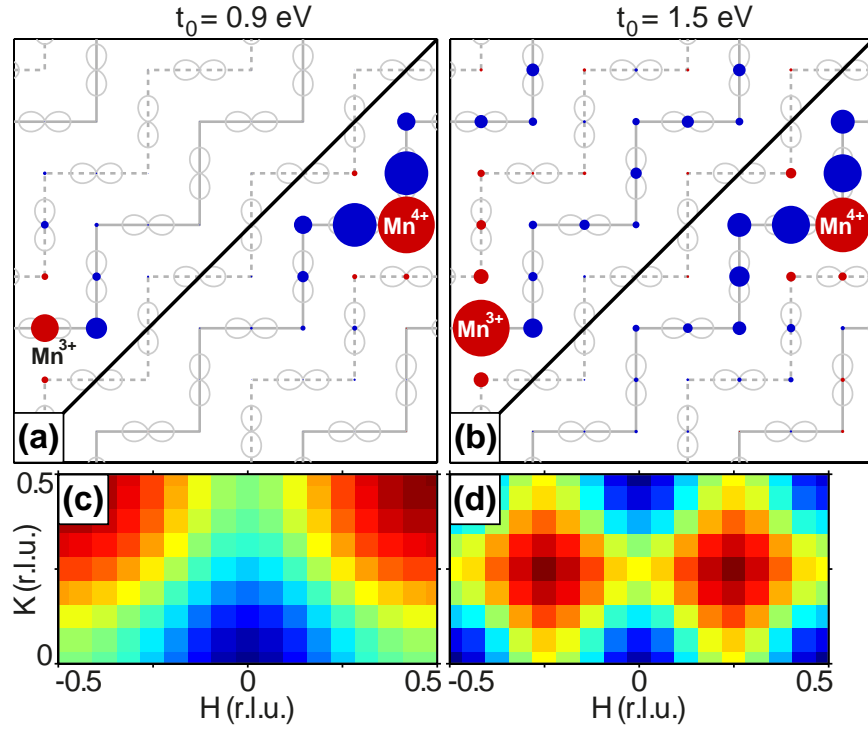 t₀ = 0.9 eV
t₀ = 1.5 eV
Mn⁴⁺
Mn⁴⁺
Mn³⁺
Mn³⁺
(a)
(b)
(c)
(d)
0.5
K (r.l.u.)
0
-0.5
0
0.5
-0.5
0
0.5
H (r.l.u.)
H (r.l.u.)